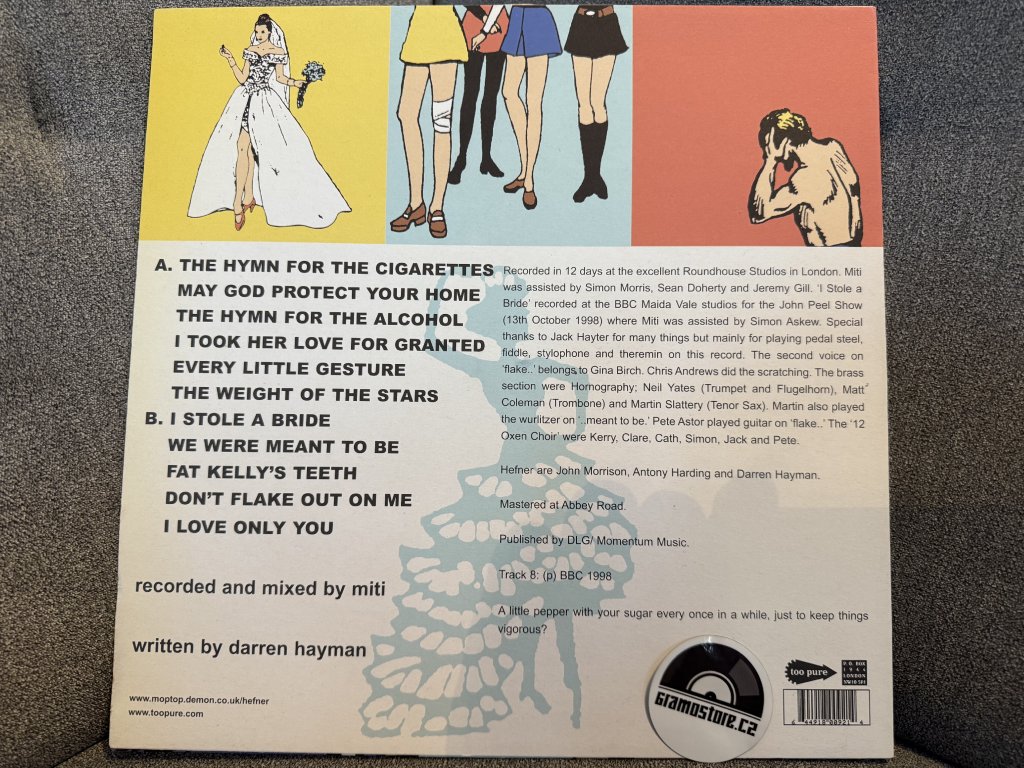 A. THE HYMN FOR THE CIGARETTES
MAY GOD PROTECT YOUR HOME
THE HYMN FOR THE ALCOHOL
I TOOK HER LOVE FOR GRANTED
EVERY LITTLE GESTURE
THE WEIGHT OF THE STARS
B. I STOLE A BRIDE
WE WERE MEANT TO BE
FAT KELLY'S TEETH
DON'T FLAKE OUT ON ME
I LOVE ONLY YOU
recorded and mixed by miti
written by darren hayman
www.moptop.demon.co.uk/hefner
www.toopure.com
Recorded in 12 days at the excellent Roundhouse Studios in London. Miti
was assisted by Simon Morris, Sean Doherty and Jeremy Gill. 'I Stole a
Bride' recorded at the BBC Maida Vale studios for the John Peel Show
(13th October 1998) where Miti was assisted by Simon Askew. Special
thanks to Jack Hayter for many things but mainly for playing pedal steel,
fiddle, stylophone and theremin on this record. The second voice on
'flake..' belongs to Gina Birch. Chris Andrews did the scratching. The brass
section were Hornography; Neil Yates (Trumpet and Flugelhorn), Matt
Coleman (Trombone) and Martin Slattery (Tenor Sax). Martin also played
the wurlitzer on '..meant to be.' Pete Astor played guitar on 'flake..' The '12
Oxen Choir' were Kerry, Clare, Cath, Simon, Jack and Pete.
Hefner are John Morrison, Antony Harding and Darren Hayman.
Mastered at Abbey Road.
Published by DLG/ Momentum Music.
Track 8: (p) BBC 1998
A little pepper with your sugar every once in a while, just to keep things
vigorous?
gramostore.cz
too pure
P.O. BOX
1944
LONDON
NW10 5PJ